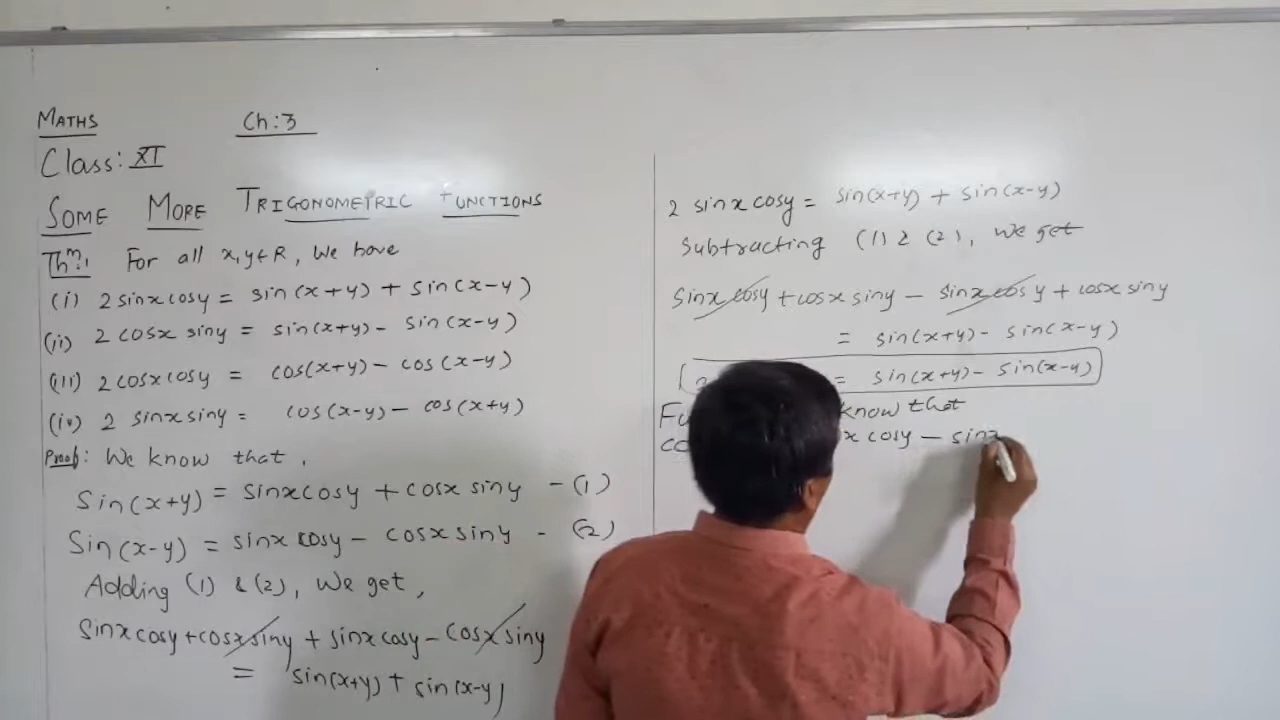 MATHS Ch:3
Class: XI
SOME MORE TRIGONOMETRIC FUNCTIONS
Thm:1 For all x,y∈R, We have
(i) 2 sinx cosy = sin(x+y) + sin(x-y)
(ii) 2 cosx siny = sin(x+y) - sin(x-y)
(iii) 2 cosx cosy = cos(x+y) - cos(x-y)
(iv) 2 sinx siny = cos(x-y) - cos(x+y)
Proof: We know that,
Sin(x+y) = sinx cosy + cosx siny - (1)
Sin(x-y) = sinx cosy - cosx siny - (2)
Adding (1) & (2), We get,
Sinx cosy + cosx siny + sinx cosy - cosx siny
= sin(x+y) + sin(x-y)
2 sinx cosy = sin(x+y) + sin(x-y)
Subtracting (1) & (2), We get
Sinx cosy + cosx siny - sinx cosy + cosx siny
= sin(x+y) - sin(x-y)
= sin(x+y) - sin(x-y)
know that
x cosy - sinx